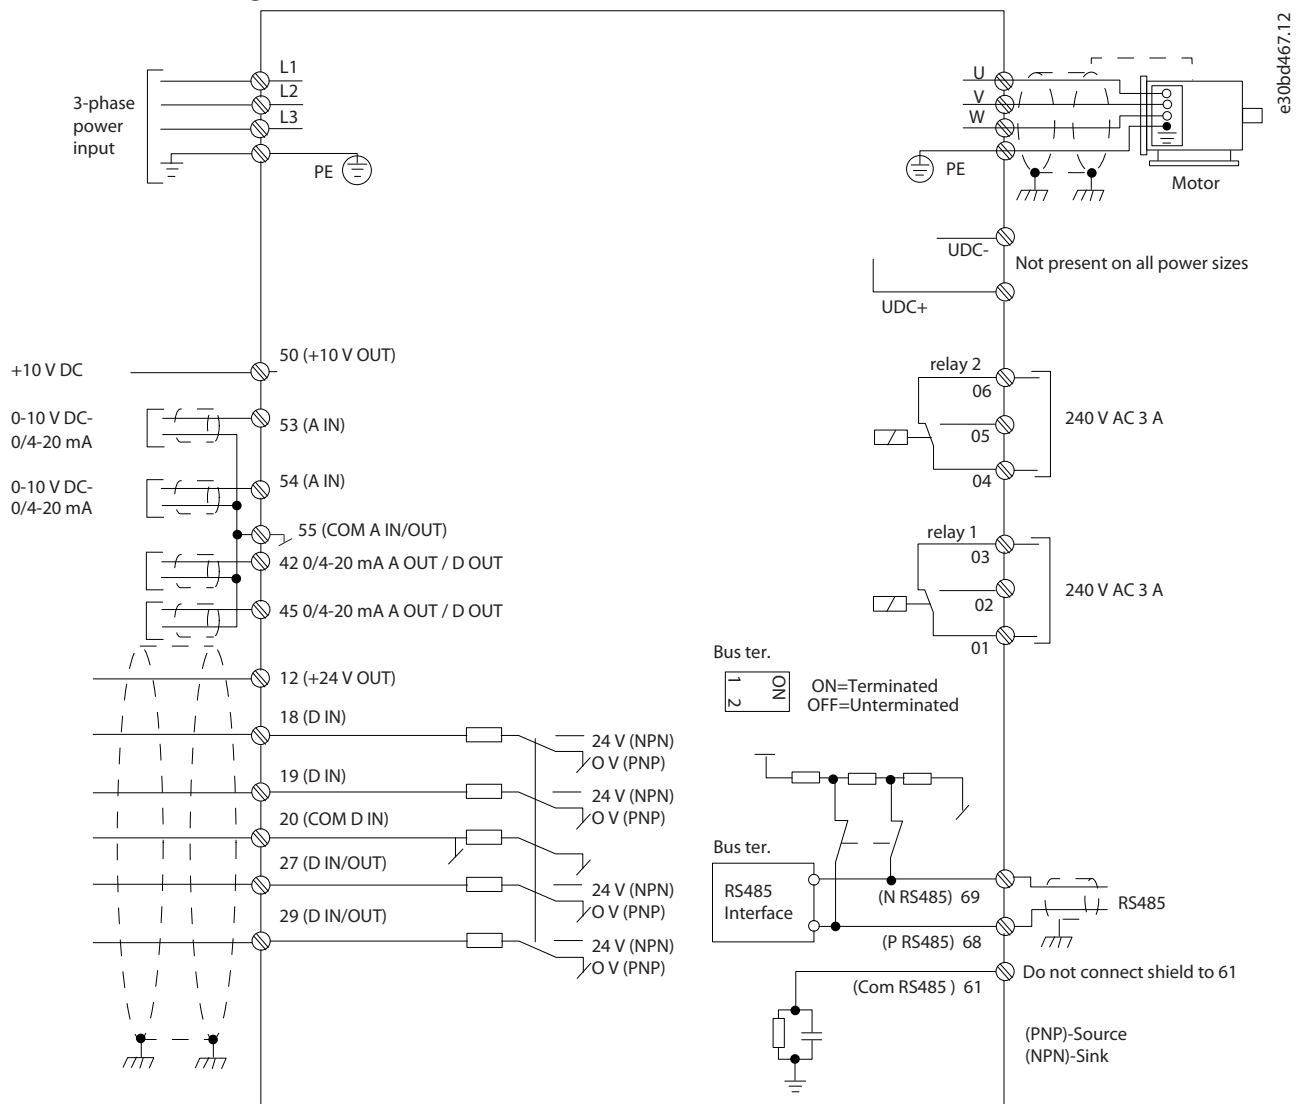 e30bd467.12
L1
L2
L3
3-phase
power
input
PE
U
V
W
PE
Motor
UDC-
Not present on all power sizes
UDC+
+10 V DC
50 (+10 V OUT)
0-10 V DC-
0/4-20 mA
53 (A IN)
0-10 V DC-
0/4-20 mA
54 (A IN)
55 (COM A IN/OUT)
42 0/4-20 mA A OUT / D OUT
45 0/4-20 mA A OUT / D OUT
12 (+24 V OUT)
18 (D IN)
24 V (NPN)
O V (PNP)
19 (D IN)
24 V (NPN)
O V (PNP)
20 (COM D IN)
27 (D IN/OUT)
24 V (NPN)
O V (PNP)
29 (D IN/OUT)
24 V (NPN)
O V (PNP)
relay 2
06
05
04
240 V AC 3 A
relay 1
03
02
01
240 V AC 3 A
Bus ter.
1
2
ON
ON=Terminated
OFF=Unterminated
Bus ter.
RS485
Interface
(N RS485) 69
RS485
(P RS485) 68
(Com RS485 ) 61
Do not connect shield to 61
(PNP)-Source
(NPN)-Sink